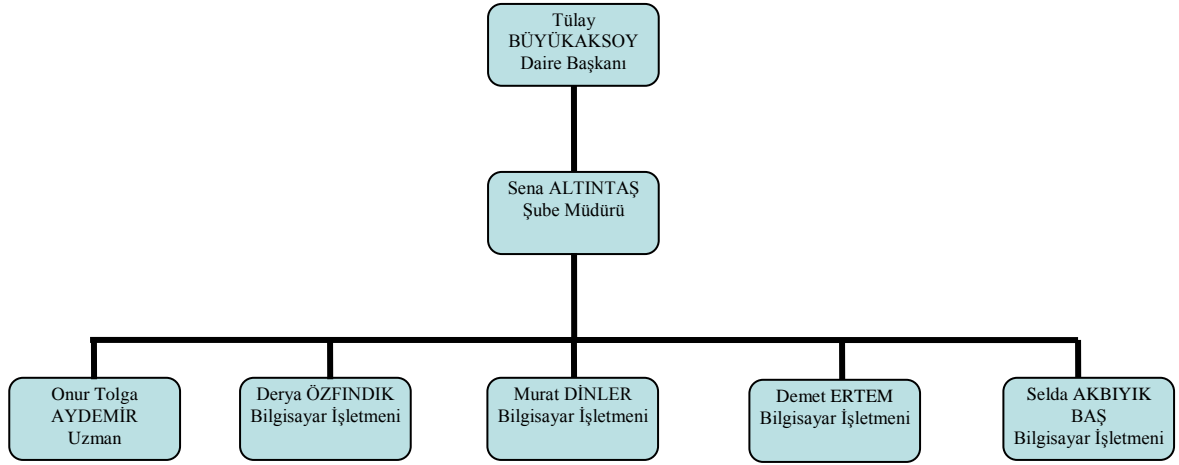 Tülay
BÜYÜKAKSOY
Daire Başkanı
Sena ALTINTAŞ
Şube Müdürü
Onur Tolga
AYDEMİR
Uzman
Derya ÖZFINDIK
Bilgisayar İşletmeni
Murat DİNLER
Bilgisayar İşletmeni
Demet ERTEM
Bilgisayar İşletmeni
Selda AKBIYIK
BAŞ
Bilgisayar İşletmeni